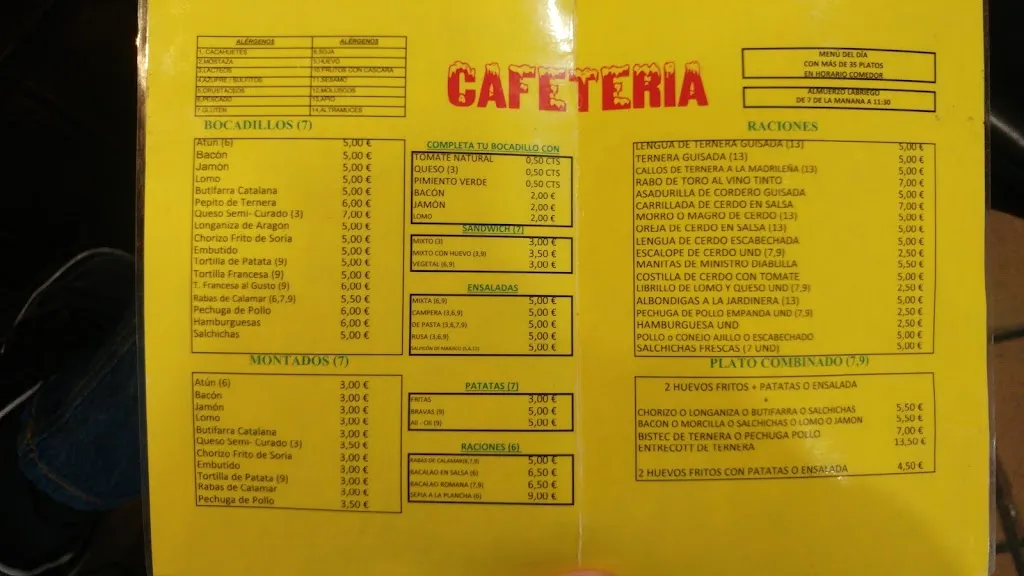 ALÉRGENOS ALÉRGENOS
1, CACAHUETES 8,SOJA
2,MOSTAZA 9,HUEVO
3,LACTEOS 10,FRUTOS CON CASCARA
4,AZUFRE / SULFITOS 11,SESAMO
5,CRUSTACEOS 12,MOLUSCOS
6,PESCADO 13,APIO
7,GLUTEN 14,ALTRAMUCES
CAFETERIA
MENÚ DEL DÍA
CON MÁS DE 35 PLATOS
EN HORARIO COMEDOR
ALMUERZO LABRIEGO
DE 7 DE LA MANANA A 11:30
BOCADILLOS (7)
Atún (6) 5,00 €
Bacón 5,00 €
Jamón 5,00 €
Lomo 5,00 €
Butifarra Catalana 5,00 €
Pepito de Ternera 6,00 €
Queso Semi- Curado (3) 7,00 €
Longaniza de Aragon 5,00 €
Chorizo Frito de Soria 5,00 €
Embutido 5,00 €
Tortilla de Patata (9) 5,00 €
Tortilla Francesa (9) 5,00 €
T. Francesa al Gusto (9) 6,00 €
Rabas de Calamar (6,7,9) 5,50 €
Pechuga de Pollo 6,00 €
Hamburguesas 6,00 €
Salchichas 5,00 €
MONTADOS (7)
Atún (6) 3,00 €
Bacón 3,00 €
Jamón 3,00 €
Lomo 3,00 €
Butifarra Catalana 3,00 €
Queso Semi- Curado (3) 3,50 €
Chorizo Frito de Soria 3,00 €
Embutido 3,00 €
Tortilla de Patata (9) 3,00 €
Rabas de Calamar 3,00 €
Pechuga de Pollo 3,50 €
COMPLETA TU BOCADILLO CON
TOMATE NATURAL 0,50 CTS
QUESO (3) 0,50 CTS
PIMIENTO VERDE 0,50 CTS
BACÓN 2,00 €
JAMÓN 2,00 €
LOMO 2,00 €
SANDWICH (7)
MIXTO (3) 3,00 €
MIXTO CON HUEVO (3,9) 3,50 €
VEGETAL (6,9) 3,00 €
ENSALADAS
MIXTA (6,9) 5,00 €
CAMPERA (3,6,9) 5,00 €
DE PASTA (3,6,7,9) 5,00 €
RUSA (3,6,9) 5,00 €
SALPICÓN DE MARISCO 5,00 €
PATATAS (7)
FRITAS 3,00 €
BRAVAS (9) 5,00 €
Ali - Oli (9) 5,00 €
RACIONES (6)
RABAS DE CALAMAR(6,7,9) 5,00 €
BACALAO EN SALSA (6) 6,50 €
BACALAO ROMANA (7,9) 6,50 €
SEPIA A LA PLANCHA (6) 9,00 €
RACIONES
LENGUA DE TERNERA GUISADA (13) 5,00 €
TERNERA GUISADA (13) 5,00 €
CALLOS DE TERNERA A LA MADRILEÑA (13) 5,00 €
RABO DE TORO AL VINO TINTO 7,00 €
ASADURILLA DE CORDERO GUISADA 5,00 €
CARRILLADA DE CERDO EN SALSA 7,00 €
MORRO O MAGRO DE CERDO (13) 5,00 €
OREJA DE CERDO EN SALSA (13) 5,00 €
LENGUA DE CERDO ESCABECHADA 5,00 €
ESCALOPE DE CERDO UND (7,9) 2,50 €
MANITAS DE MINISTRO DIABLILLA 5,50 €
COSTILLA DE CERDO CON TOMATE 5,00 €
LIBRILLO DE LOMO Y QUESO UND (7,9) 2,50 €
ALBONDIGAS A LA JARDINERA (13) 5,00 €
PECHUGA DE POLLO EMPANDA UND (7,9) 2,50 €
HAMBURGUESA UND 2,50 €
POLLO o CONEJO AJILLO O ESCABECHADO 5,00 €
SALCHICHAS FRESCAS (7 UND) 5,00 €
PLATO COMBINADO (7,9)
2 HUEVOS FRITOS + PATATAS O ENSALADA
+
CHORIZO O LONGANIZA O BUTIFARRA O SALCHICHAS 5,50 €
BACON O MORCILLA O SALCHICHAS O LOMO O JAMON 5,50 €
BISTEC DE TERNERA O PECHUGA POLLO 7,00 €
ENTRECOTT DE TERNERA 13,50 €
2 HUEVOS FRITOS CON PATATAS O ENSALADA 4,50 €